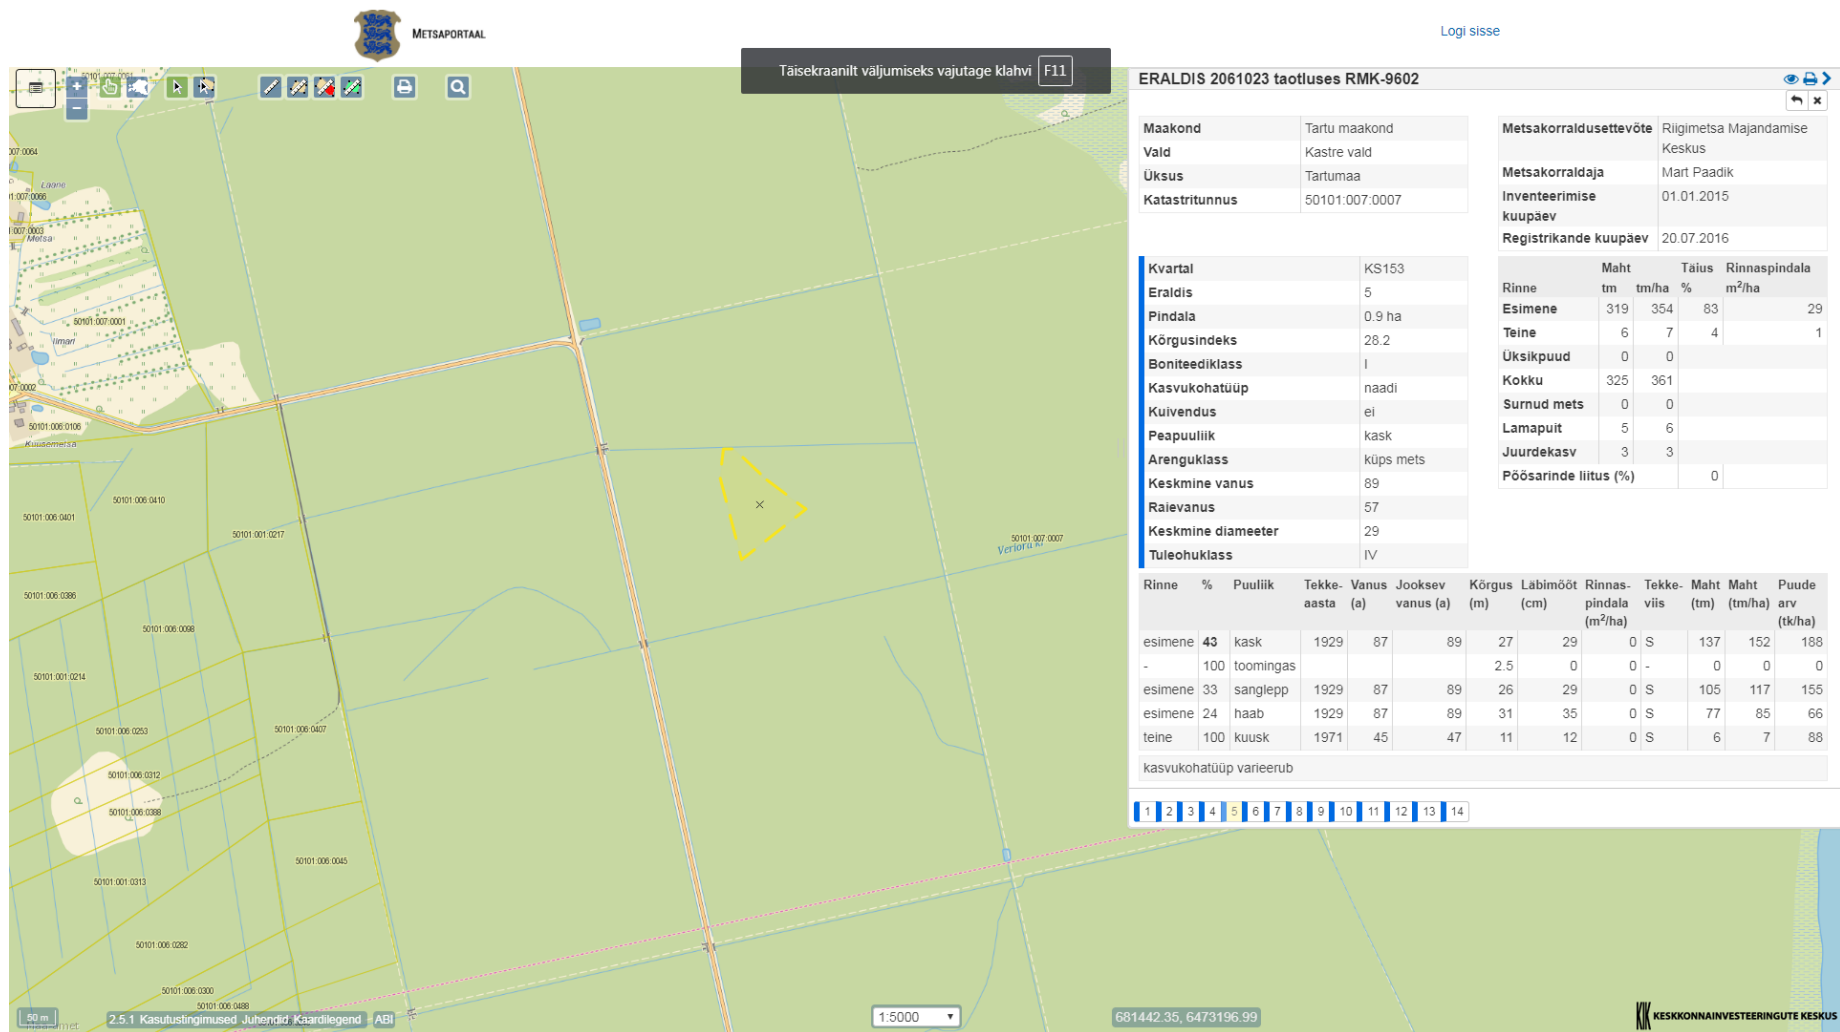 METSAPORTAAL
Logi sisse
Täisekraanilt väljumiseks vajutage klahvi F11
ERALDIS 2061023 taotluses RMK-9602
Maakond Tartu maakond
Vald Kastre vald
Üksus Tartumaa
Katastritunnus 50101:007:0007
Metsakorraldusettevõte Riigimetsa Majandamise
Keskus
Metsakorraldaja Mart Paadik
Inventeerimise 01.01.2015
kuupäev
Registrikande kuupäev 20.07.2016
Kvartal KS153
Eraldis 5
Pindala 0.9 ha
Kõrgusindeks 28.2
Boniteediklass I
Kasvukohatüüp naadi
Kuivendus ei
Peapuuliik kask
Arenguklass küps mets
Keskmine vanus 89
Raievanus 57
Keskmine diameeter 29
Tuleohuklass IV
Maht Täius Rinnaspindala
Rinne tm tm/ha % m²/ha
Esimene 319 354 83 29
Teine 6 7 4 1
Üksikpuud 0 0
Kokku 325 361
Surnud mets 0 0
Lamapuit 5 6
Juurdekasv 3 3
Põõsarinde liitus (%) 0
Rinne % Puuliik Tekke- Vanus Jooksev Kõrgus Läbimõõt Rinnas- Tekke- Maht Maht Puude
aasta (a) vanus (a) (m) (cm) pindala viis (tm) (tm/ha) arv
(m²/ha) (tk/ha)
esimene 43 kask 1929 87 89 27 29 0 S 137 152 188
- 100 toomingas 2.5 0 0 - 0 0 0
esimene 33 sanglepp 1929 87 89 26 29 0 S 105 117 155
esimene 24 haab 1929 87 89 31 35 0 S 77 85 66
teine 100 kuusk 1971 45 47 11 12 0 S 6 7 88
kasvukohatüüp varieerub
1 2 3 4 5 6 7 8 9 10 11 12 13 14
007:0064
Laane
1:007:0066
1:007:0003
Metsa
50101:007:0001
Ilmari
07:0002
50101:006:0106
Kuusemetsa
50101:006:0410
50101:006:0401
50101:001:0217
50101:007:0007
50101:006:0386
50101:006:0098
50101:001:0214
50101:006:0253
50101:006:0407
50101:006:0312
50101:006:0388
50101:006:0045
50101:001:0313
50101:006:0282
50101:006:0300
50101:006:0488
50 m
2.5.1 Kasutustingimused Juhendid Kaardilegend ABI
1:5000
681442.35, 6473196.99
KIK KESKKONNAINVESTEERINGUTE KESKUS